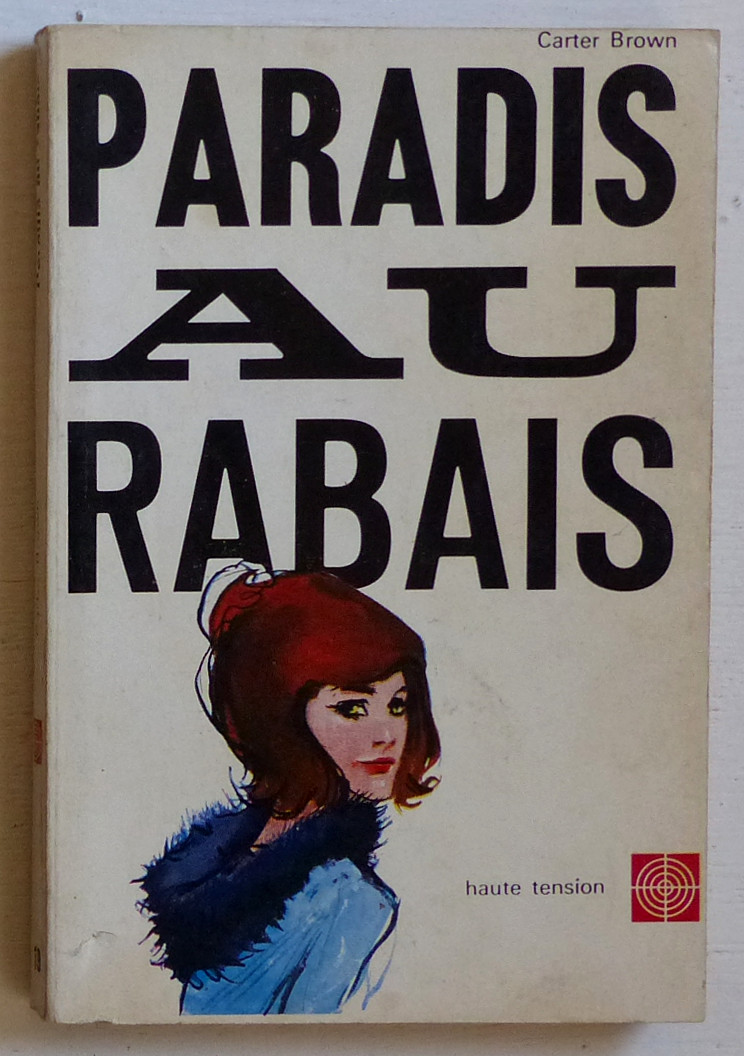 Carter Brown
PARADIS
AU
RABAIS
haute tension